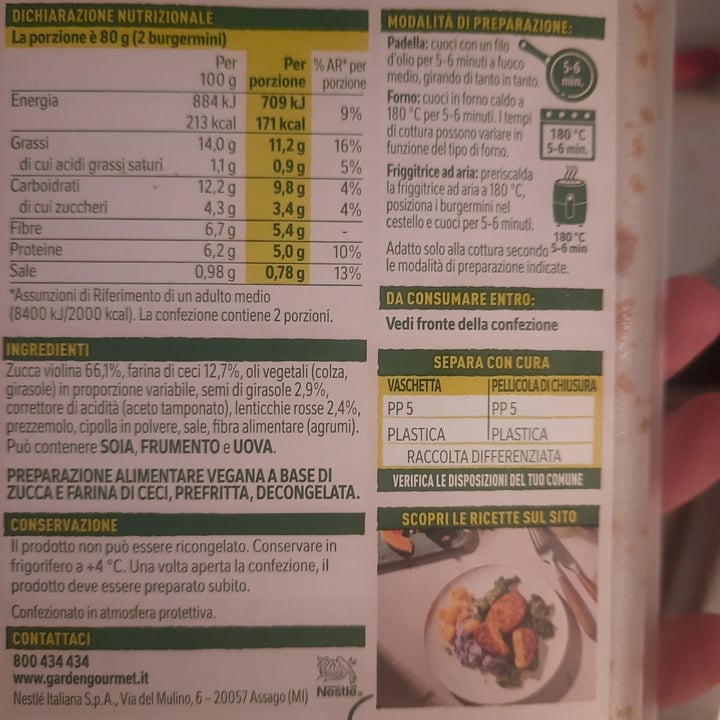 DICHIARAZIONE NUTRIZIONALE
La porzione è 80 g (2 burgermini)
Per 100 g Per porzione % AR* per porzione
Energia 884 kJ 709 kJ 9%
213 kcal 171 kcal
Grassi 14,0 g 11,2 g 16%
di cui acidi grassi saturi 1,1 g 0,9 g 5%
Carboidrati 12,2 g 9,8 g 4%
di cui zuccheri 4,3 g 3,4 g 4%
Fibre 6,7 g 5,4 g -
Proteine 6,2 g 5,0 g 10%
Sale 0,98 g 0,78 g 13%
*Assunzioni di Riferimento di un adulto medio
(8400 kJ/2000 kcal). La confezione contiene 2 porzioni.
INGREDIENTI
Zucca violina 66,1%, farina di ceci 12,7%, oli vegetali (colza,
girasole) in proporzione variabile, semi di girasole 2,9%,
correttore di acidità (aceto tamponato), lenticchie rosse 2,4%,
prezzemolo, cipolla in polvere, sale, fibra alimentare (agrumi).
Può contenere SOIA, FRUMENTO e UOVA.
PREPARAZIONE ALIMENTARE VEGANA A BASE DI
ZUCCA E FARINA DI CECI, PREFRITTA, DECONGELATA.
CONSERVAZIONE
Il prodotto non può essere ricongelato. Conservare in
frigorifero a +4 °C. Una volta aperta la confezione, il
prodotto deve essere preparato subito.
Confezionato in atmosfera protettiva.
CONTATTACI
800 434 434
www.gardengourmet.it
Nestlé Italiana S.p.A., Via del Mulino, 6 - 20057 Assago (MI)
Nestlé®
MODALITÀ DI PREPARAZIONE:
Padella: cuoci con un filo
d'olio per 5-6 minuti a fuoco
medio, girando di tanto in tanto.
5-6
min.
Forno: cuoci in forno caldo a
180 °C per 5-6 minuti. I tempi
di cottura possono variare in
funzione del tipo di forno.
180 °C
5-6 min.
Friggitrice ad aria: preriscalda
la friggitrice ad aria a 180 °C,
posiziona i burgermini nel
cestello e cuoci per 5-6 minuti.
180 °C
5-6 min
Adatto solo alla cottura secondo
le modalità di preparazione indicate.
DA CONSUMARE ENTRO:
Vedi fronte della confezione
SEPARA CON CURA
VASCHETTA PELLICOLA DI CHIUSURA
PP 5 PP 5
PLASTICA PLASTICA
RACCOLTA DIFFERENZIATA
VERIFICA LE DISPOSIZIONI DEL TUO COMUNE
SCOPRI LE RICETTE SUL SITO